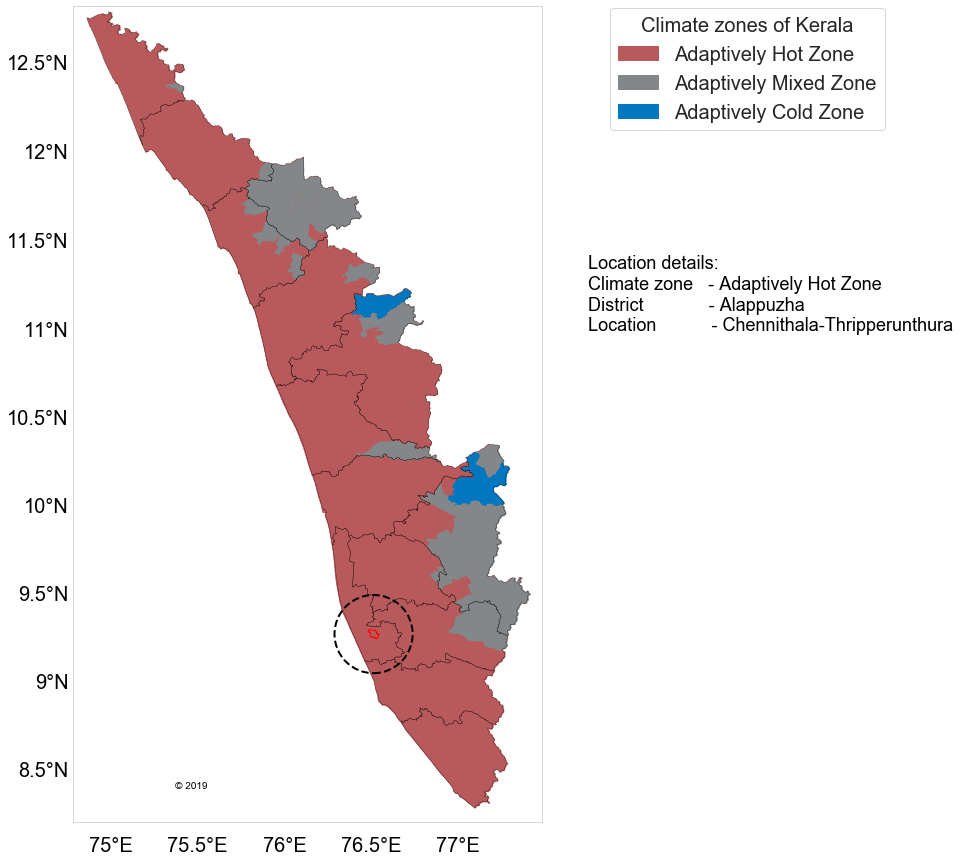 Climate zones of Kerala
Adaptively Hot Zone
Adaptively Mixed Zone
Adaptively Cold Zone
12.5°N
12°N
11.5°N
11°N
10.5°N
10°N
9.5°N
9°N
8.5°N
Location details:
Climate zone - Adaptively Hot Zone
District - Alappuzha
Location - Chennithala-Thripperunthura
© 2019
75°E 75.5°E 76°E 76.5°E 77°E